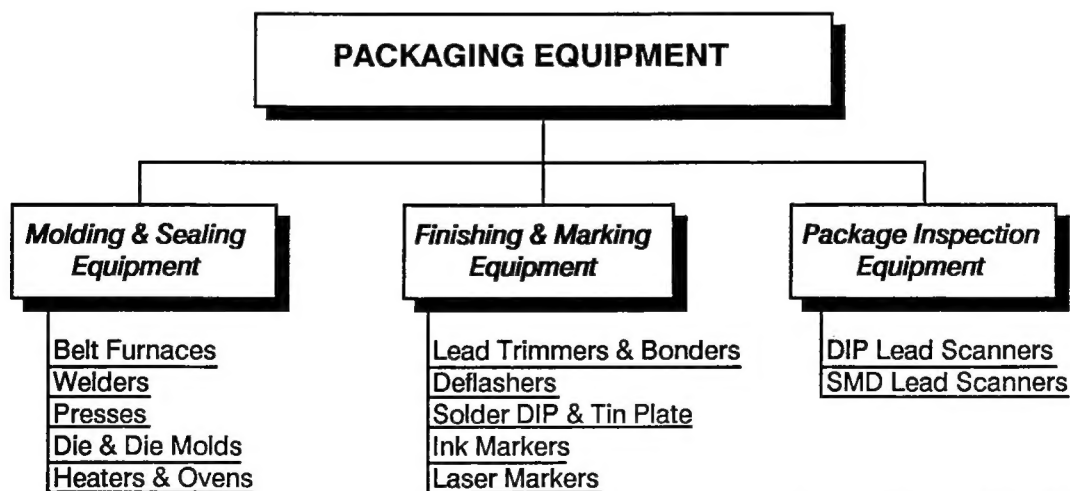 PACKAGING EQUIPMENT
Molding & Sealing
Equipment
Belt Furnaces
Welders
Presses
Die & Die Molds
Heaters & Ovens
Finishing & Marking
Equipment
Lead Trimmers & Bonders
Deflashers
Solder DIP & Tin Plate
Ink Markers
Laser Markers
Package Inspection
Equipment
DIP Lead Scanners
SMD Lead Scanners